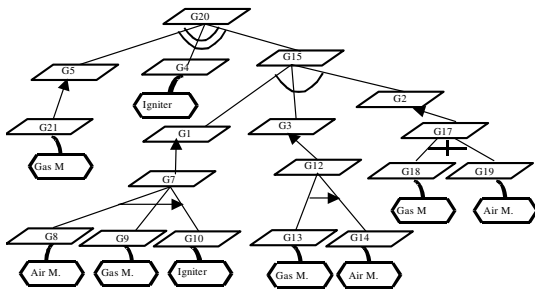 G20
G5
G4
G15
Igniter
G2
G21
G1
G3
G17
Gas M
G7
G12
G18
G19
Gas M
Air M.
G8
G9
G10
G13
G14
Air M.
Gas M.
Igniter
Gas M.
Air M.